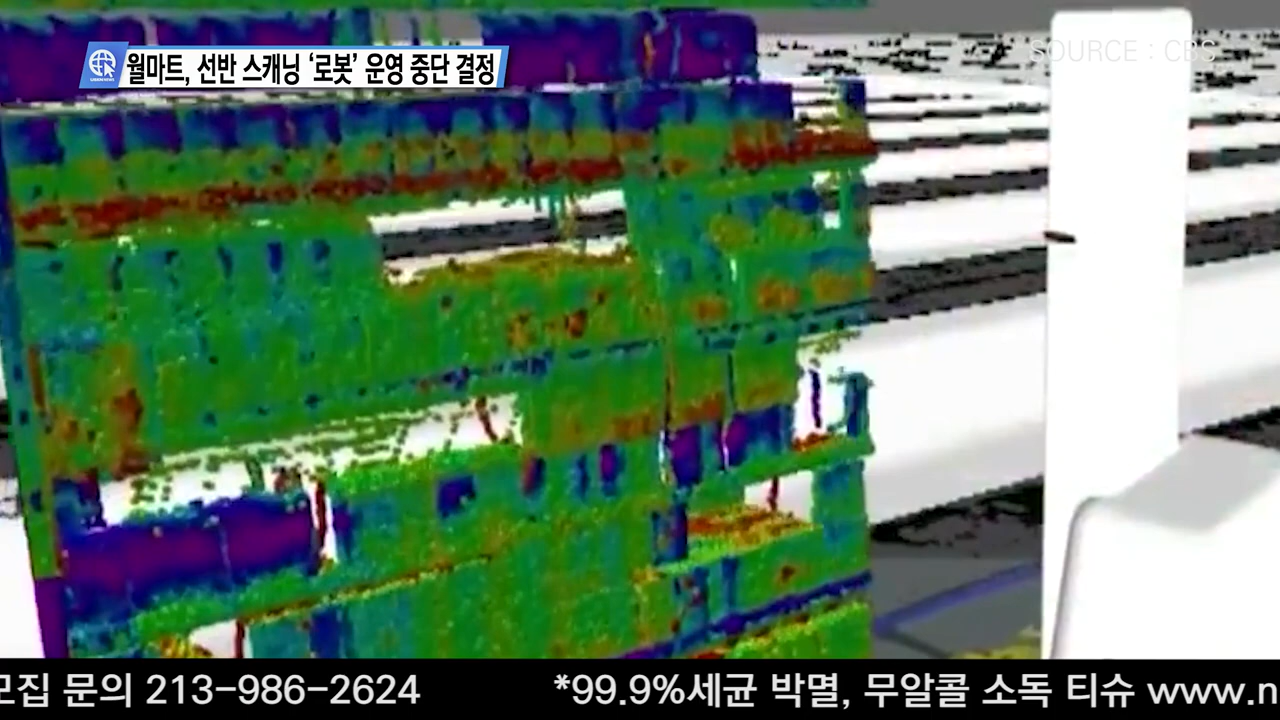 SOURCE : CBS
월마트, 선반 스캐닝 ‘로봇’ 운영 중단 결정
모집 문의 213-986-2624 *99.9%세균 박멸, 무알콜 소독 티슈 www.n